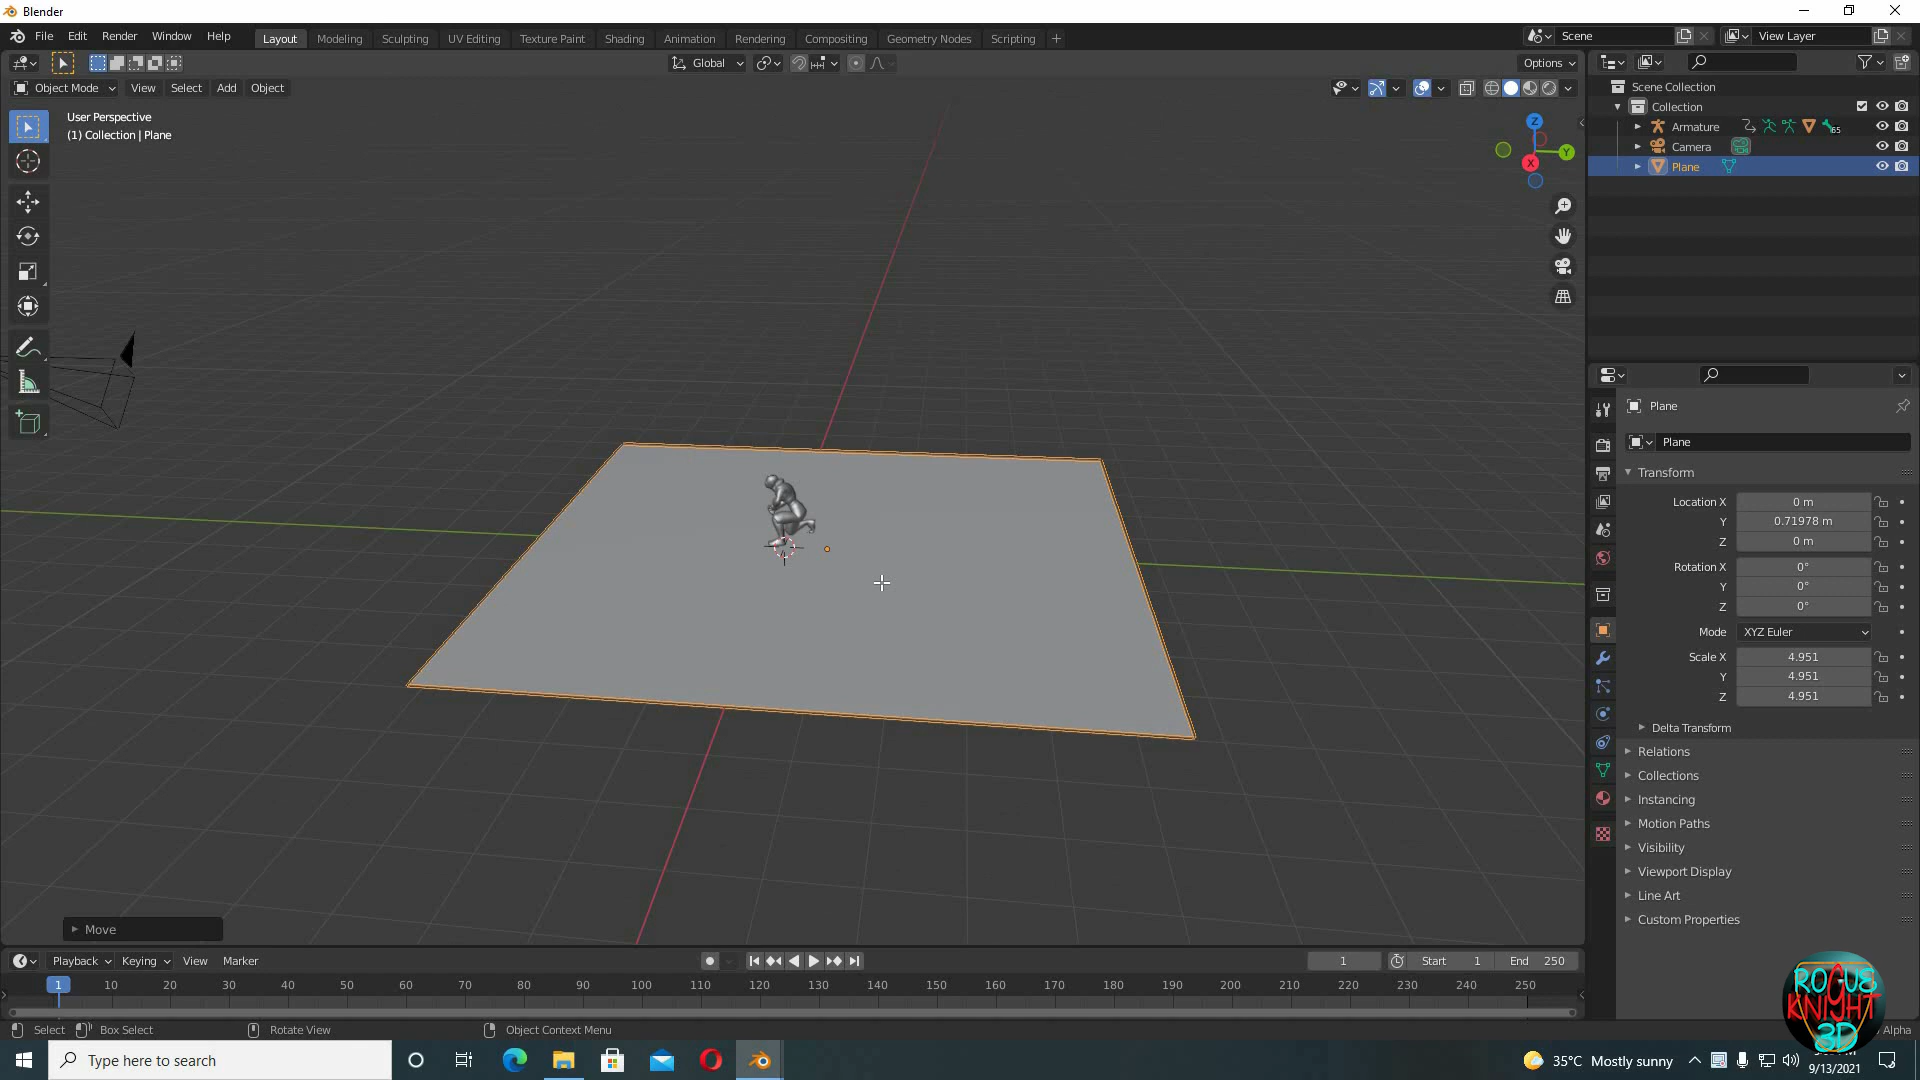 Blender
File Edit Render Window Help Layout Modeling Sculpting UV Editing Texture Paint Shading Animation Rendering Compositing Geometry Nodes Scripting + Scene View Layer
Global Options
Object Mode View Select Add Object
User Perspective
(1) Collection | Plane
Z
Y
X
Scene Collection
Collection
Armature 65
Camera
Plane
Plane
Plane
Transform
Location X 0 m
Y 0.71978 m
Z 0 m
Rotation X 0°
Y 0°
Z 0°
Mode XYZ Euler
Scale X 4.951
Y 4.951
Z 4.951
Delta Transform
Relations
Collections
Instancing
Motion Paths
Visibility
Viewport Display
Line Art
Custom Properties
Move
Playback Keying View Marker 1 Start 1 End 250
1 10 20 30 40 50 60 70 80 90 100 110 120 130 140 150 160 170 180 190 200 210 220 230 240 250
Select Box Select Rotate View Object Context Menu Alpha
ROGUE
KNIGHT
3D
Type here to search 35°C Mostly sunny
9/13/2021